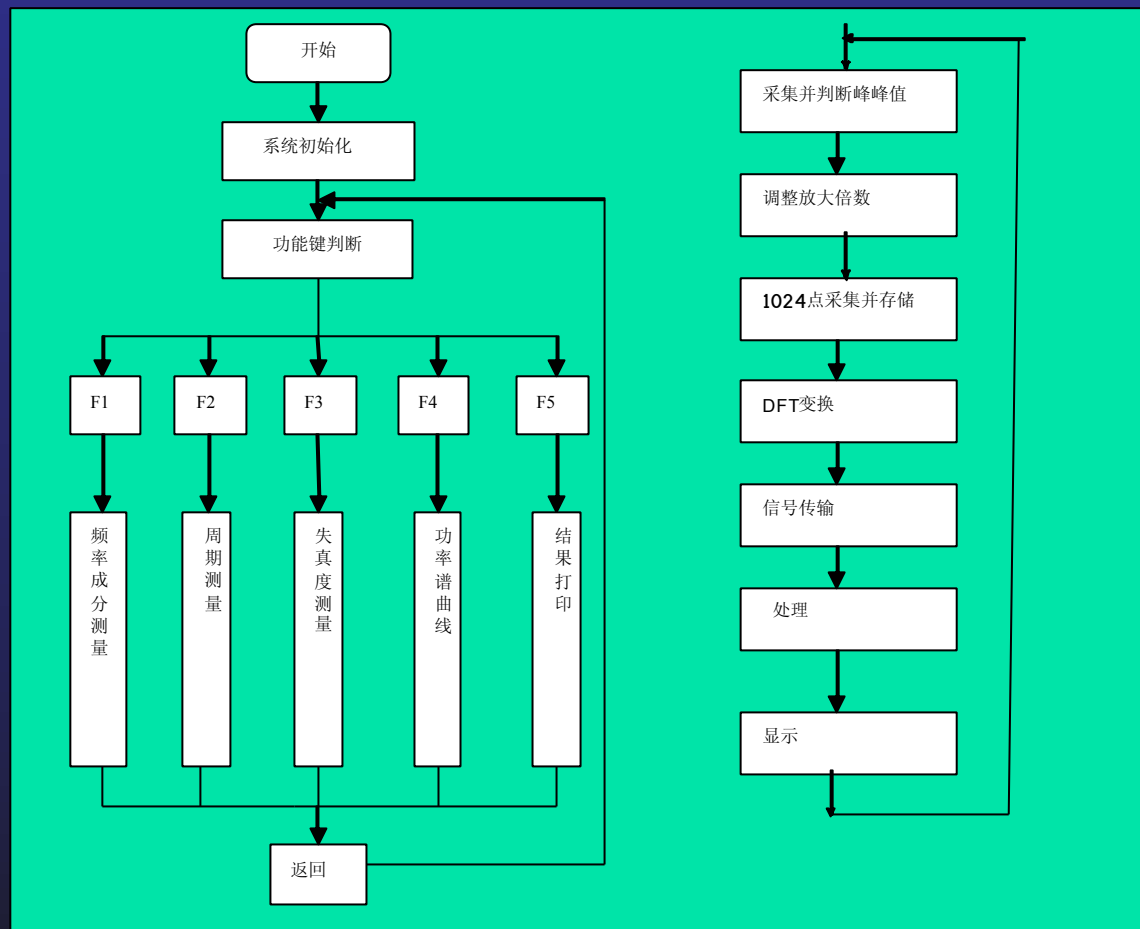 开始
系统初始化
功能键判断
F1
F2
F3
F4
F5
频率成分测量
周期测量
失真度测量
功率谱曲线
结果打印
返回
采集并判断峰峰值
调整放大倍数
1024点采集并存储
DFT变换
信号传输
处理
显示